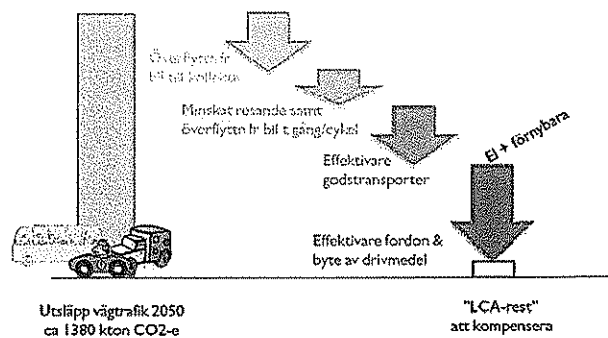 Överflyttn fr
bil till kollektiv
Minskat resande samt
överflyttn fr bil t gång/cykel
Effektivare
godstransporter
El + förnybara
Effektivare fordon &
byte av drivmedel
Utsläpp vägtrafik 2050
ca 1380 kton CO2-e
"LCA-rest"
att kompensera